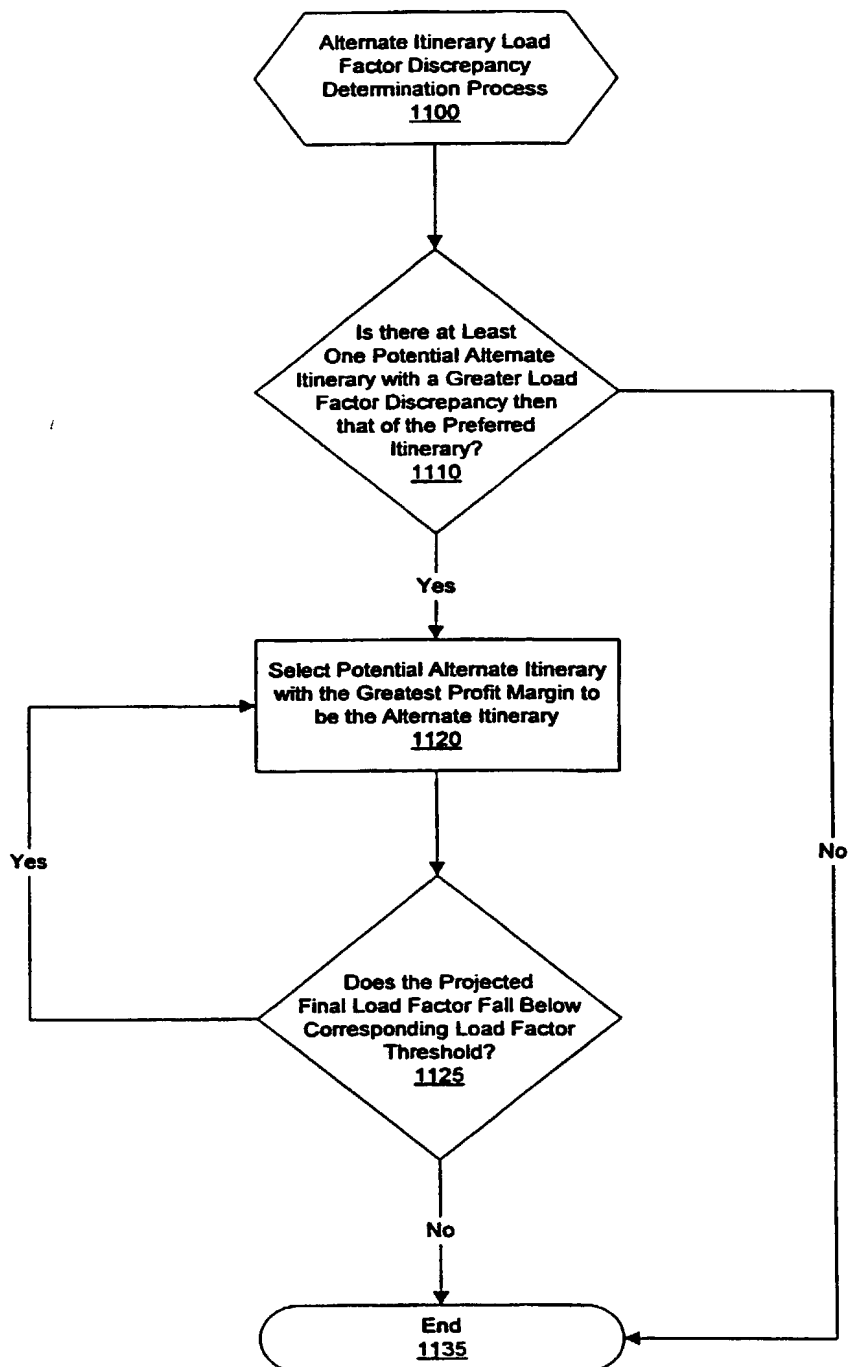 Alternate Itinerary Load
Factor Discrepancy
Determination Process
1100
Is there at Least
One Potential Alternate
Itinerary with a Greater Load
Factor Discrepancy then
that of the Preferred
Itinerary?
1110
Yes
Select Potential Alternate Itinerary
with the Greatest Profit Margin to
be the Alternate Itinerary
1120
Yes
No
Does the Projected
Final Load Factor Fall Below
Corresponding Load Factor
Threshold?
1125
No
End
1135